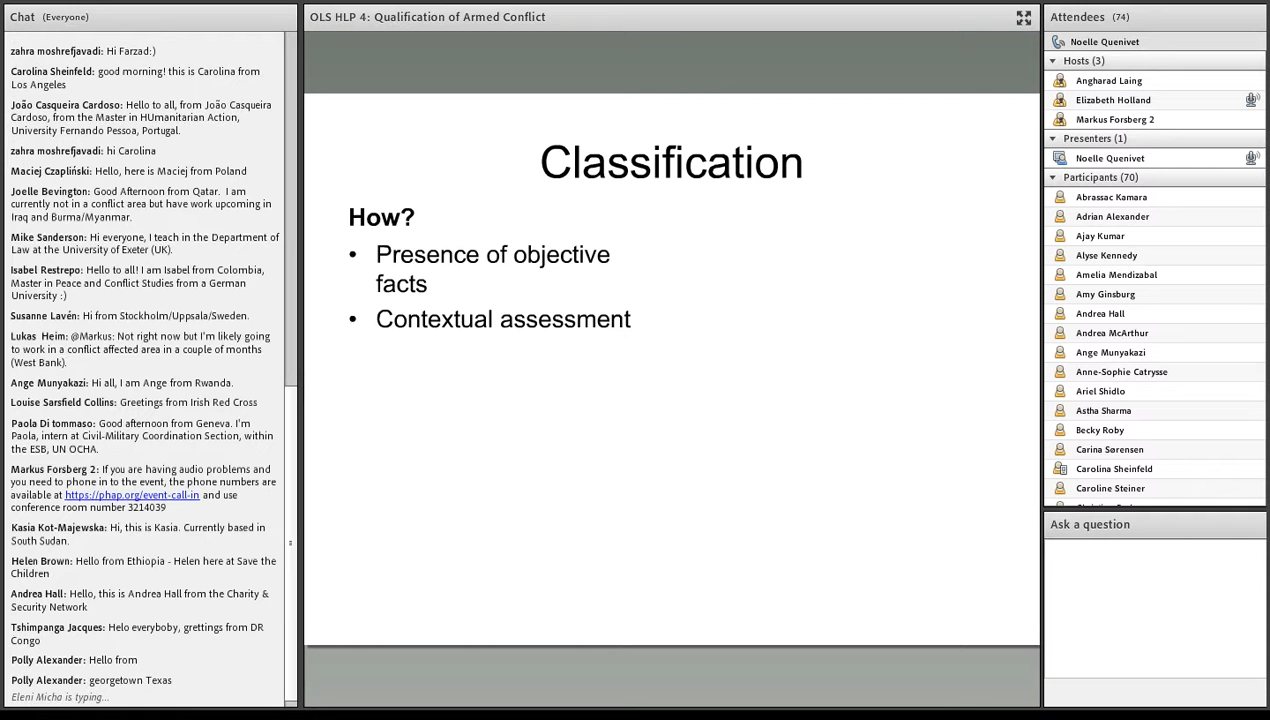 Chat (Everyone)
zahra moshrefjavadi: Hi Farzad:)
Carolina Sheinfeld: good morning! this is Carolina from
Los Angeles
João Casqueira Cardoso: Hello to all, from João Casqueira
Cardoso, from the Master in HUmanitarian Action,
University Fernando Pessoa, Portugal.
zahra moshrefjavadi: hi Carolina
Maciej Czapliński: Hello, here is Maciej from Poland
Joelle Bevington: Good Afternoon from Qatar. I am
currently not in a conflict area but have work upcoming in
Iraq and Burma/Myanmar.
Mike Sanderson: Hi everyone, I teach in the Department of
Law at the University of Exeter (UK).
Isabel Restrepo: Hello to all! I am Isabel from Colombia,
Master in Peace and Conflict Studies from a German
University :)
Susanne Lavén: Hi from Stockholm/Uppsala/Sweden.
Lukas Heim: @Markus: Not right now but I'm likely going
to work in a conflict affected area in a couple of months
(West Bank).
Ange Munyakazi: Hi all, I am Ange from Rwanda.
Louise Sarsfield Collins: Greetings from Irish Red Cross
Paola Di tommaso: Good afternoon from Geneva. I'm
Paola, intern at Civil-Military Coordination Section, within
the ESB, UN OCHA.
Markus Forsberg 2: If you are having audio problems and
you need to phone in to the event, the phone numbers are
available at https://phap.org/event-call-in and use
conference room number 3214039
Kasia Kot-Majewska: Hi, this is Kasia. Currently based in
South Sudan.
Helen Brown: Hello from Ethiopia - Helen here at Save the
Children
Andrea Hall: Hello, this is Andrea Hall from the Charity &
Security Network
Tshimpanga Jacques: Helo everyboby, grettings from DR
Congo
Polly Alexander: Hello from
Polly Alexander: georgetown Texas
Eleni Micha is typing...
OLS HLP 4: Qualification of Armed Conflict
Classification
How?
• Presence of objective
facts
• Contextual assessment
Attendees (74)
Noelle Quenivet
Hosts (3)
Angharad Laing
Elizabeth Holland
Markus Forsberg 2
Presenters (1)
Noelle Quenivet
Participants (70)
Abrassac Kamara
Adrian Alexander
Ajay Kumar
Alyse Kennedy
Amelia Mendizabal
Amy Ginsburg
Andrea Hall
Andrea McArthur
Ange Munyakazi
Anne-Sophie Catrysse
Ariel Shidlo
Astha Sharma
Becky Roby
Carina Sørensen
Carolina Sheinfeld
Caroline Steiner
Ask a question